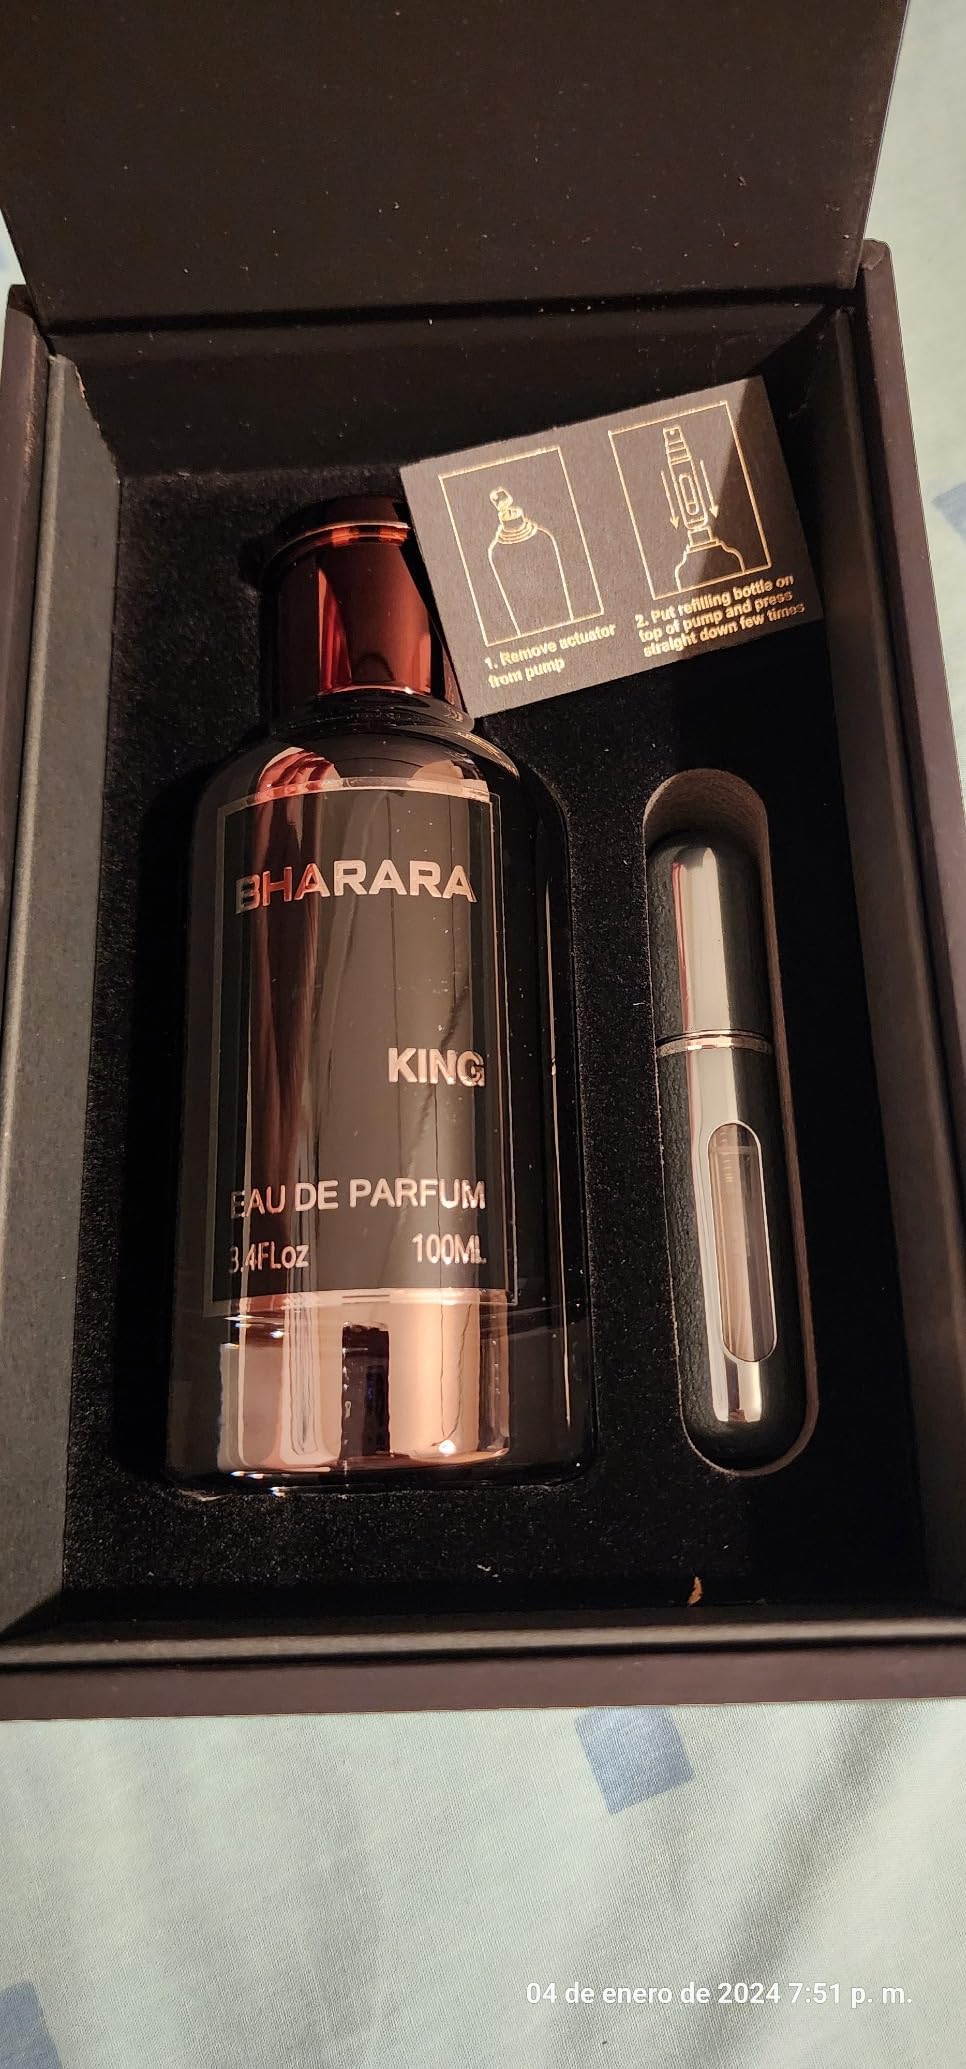 1. Remove actuator
from pump
2. Put refilling bottle on
top of pump and press
straight down few times
BHARARA
KING
EAU DE PARFUM
3.4FLoz 100ML
04 de enero de 2024 7:51 p. m.